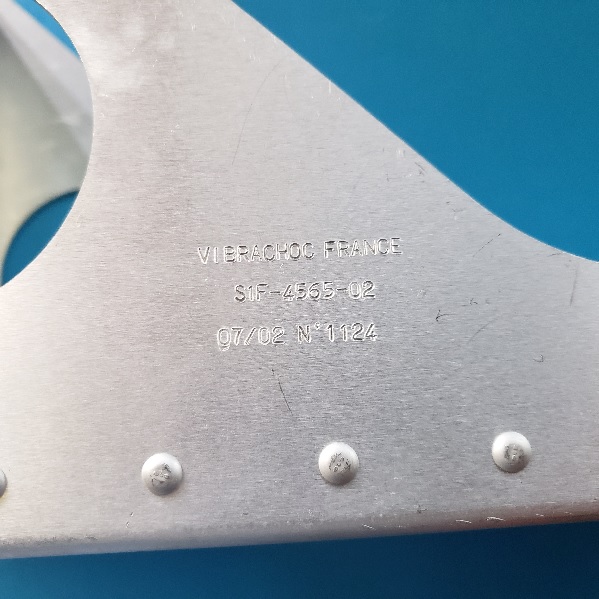 VIBRACHOC FRANCE
S1F-4565-02
07/02 N°1124